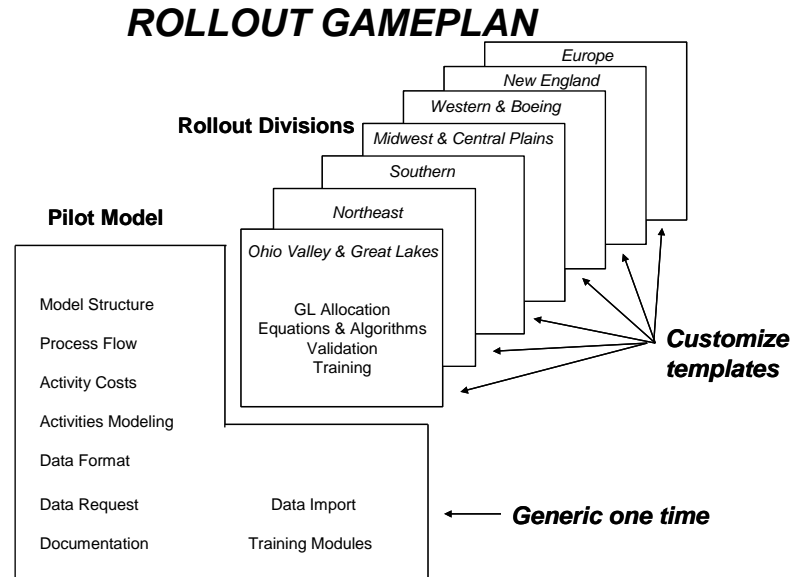 ROLLOUT GAMEPLAN
Europe
New England
Western & Boeing
Rollout Divisions
Midwest & Central Plains
Southern
Northeast
Pilot Model
Ohio Valley & Great Lakes
GL Allocation
Equations & Algorithms
Validation
Training
Model Structure
Process Flow
Activity Costs
Activities Modeling
Data Format
Data Request
Data Import
Documentation
Training Modules
Customize
templates
Generic one time